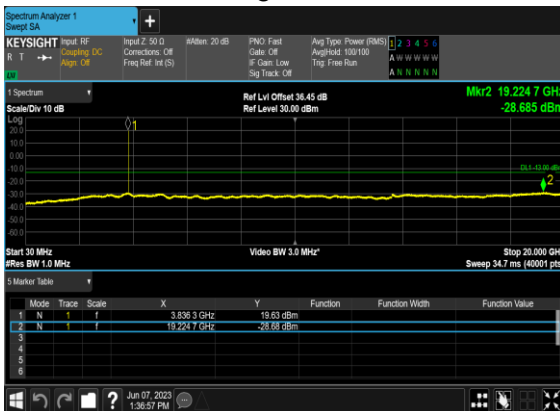 Spectrum Analyzer 1
Swept SA
KEYSIGHT
R T
LV
Input: RF
Coupling: DC
Align: Off
Input Z: 50 Ω
Corrections: Off
Freq Ref: Int (S)
#Atten: 20 dB
PNO: Fast
Gate: Off
IF Gain: Low
Sig Track: Off
Avg Type: Power (RMS)
Avg|Hold: 100/100
Trig: Free Run
1 2 3 4 5 6
A W W W W W
A N N N N N
1 Spectrum
Scale/Div 10 dB
Ref Lvl Offset 36.45 dB
Ref Level 30.00 dBm
Mkr2 19.224 7 GHz
-28.685 dBm
Log
20.0
10.0
0.00
-10.0
-20.0
-30.0
-40.0
-50.0
-60.0
1
DL1 -13.00 dBm
2
Start 30 MHz
#Res BW 1.0 MHz
Video BW 3.0 MHz*
Stop 20.000 GH
Sweep 34.7 ms (40001 pts
5 Marker Table
Mode Trace Scale X Y Function Function Width Function Value
1 N 1 f 3.836 3 GHz 19.63 dBm
2 N 1 f 19.224 7 GHz -28.68 dBm
3
4
5
6
Jun 07, 2023
1:36:57 PM